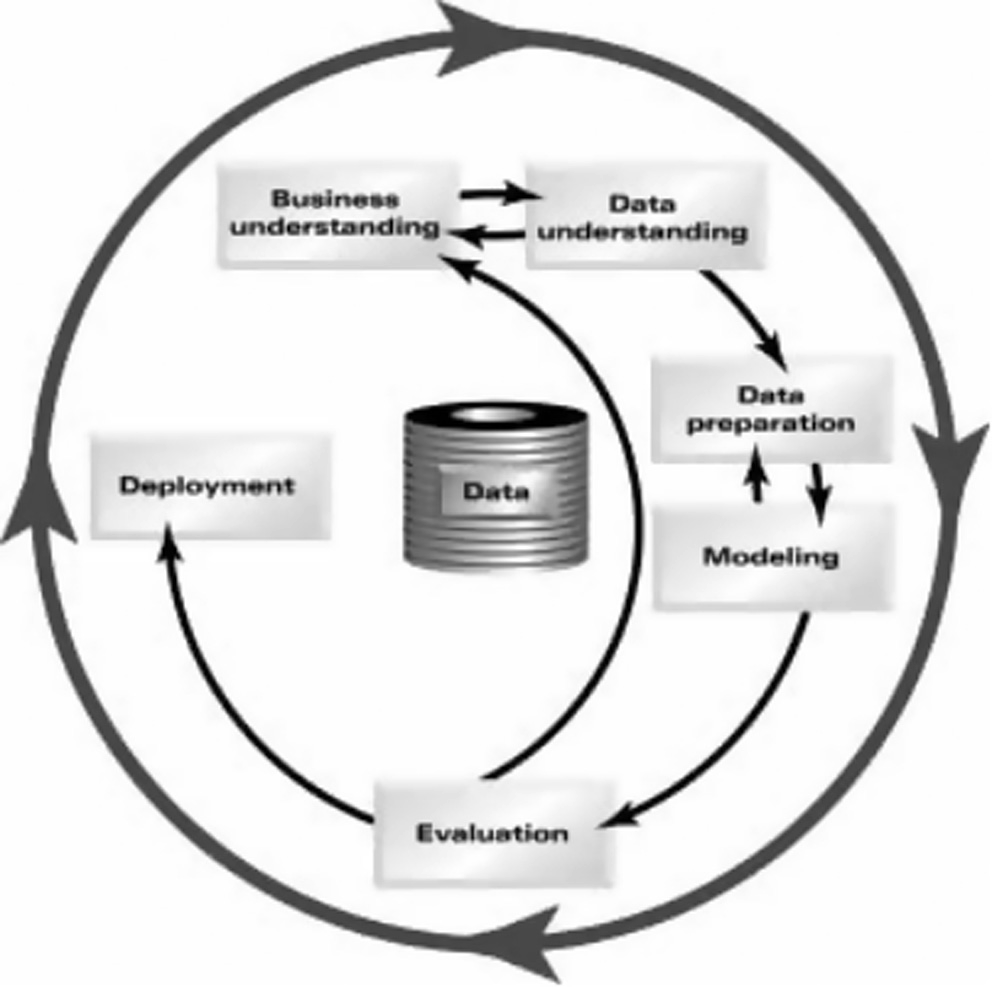 Business
understanding
Data
understanding
Data
preparation
Deployment
Data
Modeling
Evaluation